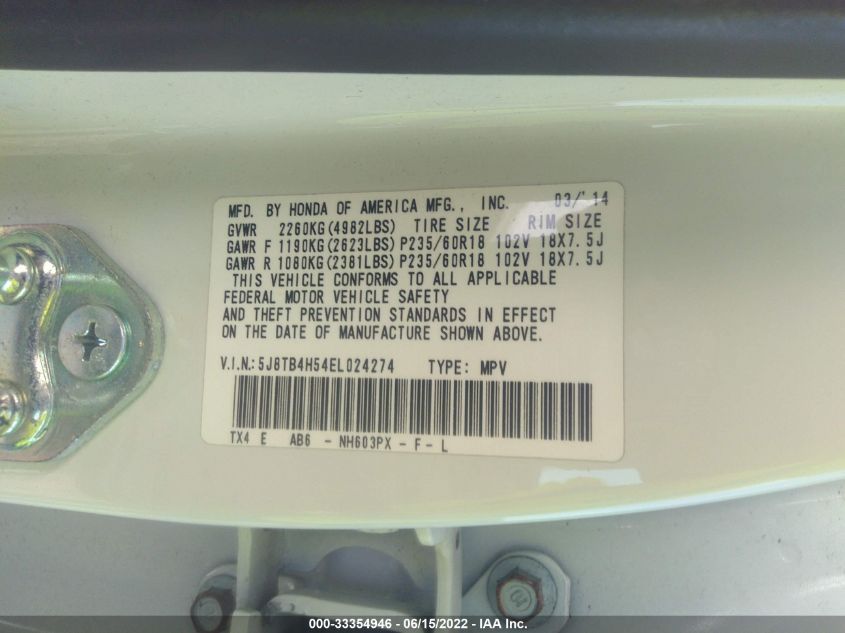 MFD. BY HONDA OF AMERICA MFG., INC. 03/'14
GVWR 2260KG(4982LBS) TIRE SIZE RIM SIZE
GAWR F 1190KG(2623LBS) P235/60R18 102V 18X7.5J
GAWR R 1080KG(2381LBS) P235/60R18 102V 18X7.5J
THIS VEHICLE CONFORMS TO ALL APPLICABLE
FEDERAL MOTOR VEHICLE SAFETY
AND THEFT PREVENTION STANDARDS IN EFFECT
ON THE DATE OF MANUFACTURE SHOWN ABOVE.
V.I.N.: 5J8TB4H54EL024274 TYPE: MPV
TX4 E AB6 - NH603PX - F - L
000-33354946 - 06/15/2022 - IAA Inc.